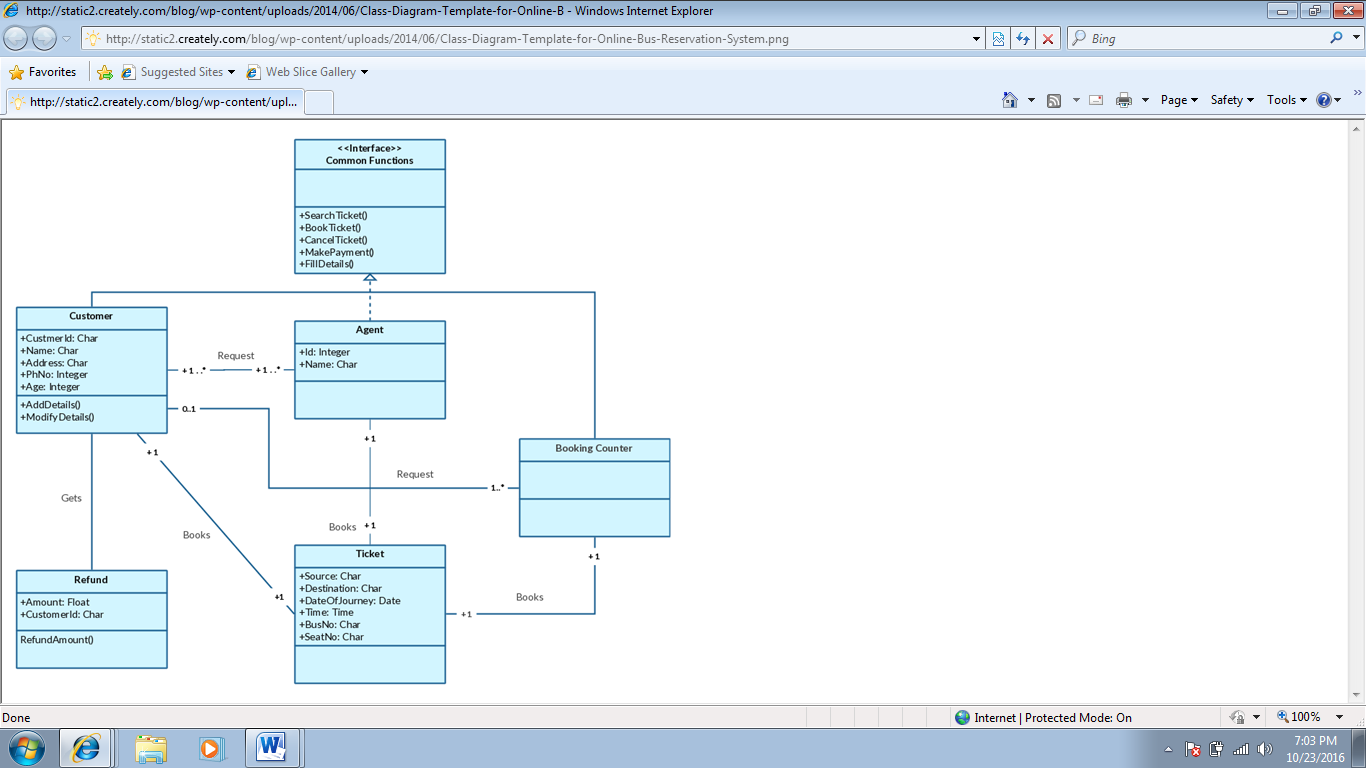 http://static2.creately.com/blog/wp-content/uploads/2014/06/Class-Diagram-Template-for-Online-B - Windows Internet Explorer
http://static2.creately.com/blog/wp-content/uploads/2014/06/Class-Diagram-Template-for-Online-Bus-Reservation-System.png
Bing
Favorites
Suggested Sites
Web Slice Gallery
http://static2.creately.com/blog/wp-content/upl...
Page
Safety
Tools
<<Interface>>
Common Functions
+SearchTicket()
+BookTicket()
+CancelTicket()
+MakePayment()
+FillDetails()
Customer
+CustmerId: Char
+Name: Char
+Address: Char
+PhNo: Integer
+Age: Integer
+AddDetails()
+ModifyDetails()
Request
+1 . .*
+1 . .*
Agent
+Id: Integer
+Name: Char
0..1
+1
+1
Booking Counter
Request
1..*
Gets
Books
Books
+1
+1
+1
Refund
+Amount: Float
+CustomerId: Char
RefundAmount()
Ticket
+Source: Char
+Destination: Char
+DateOfJourney: Date
+Time: Time
+BusNo: Char
+SeatNo: Char
Books
+1
Done
Internet | Protected Mode: On
100%
7:03 PM
10/23/2016